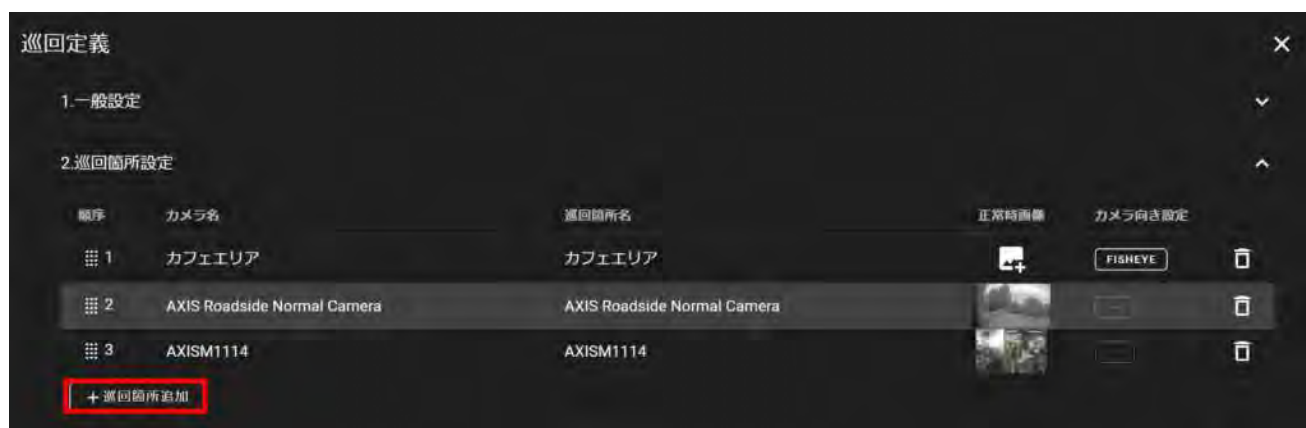 巡回定義
1.一般設定
2.巡回箇所設定
順序 カメラ名 巡回箇所名 正常時画像 カメラ向き設定
1 カフェエリア カフェエリア FISHEYE
2 AXIS Roadside Normal Camera AXIS Roadside Normal Camera
3 AXISM1114 AXISM1114
+巡回箇所追加